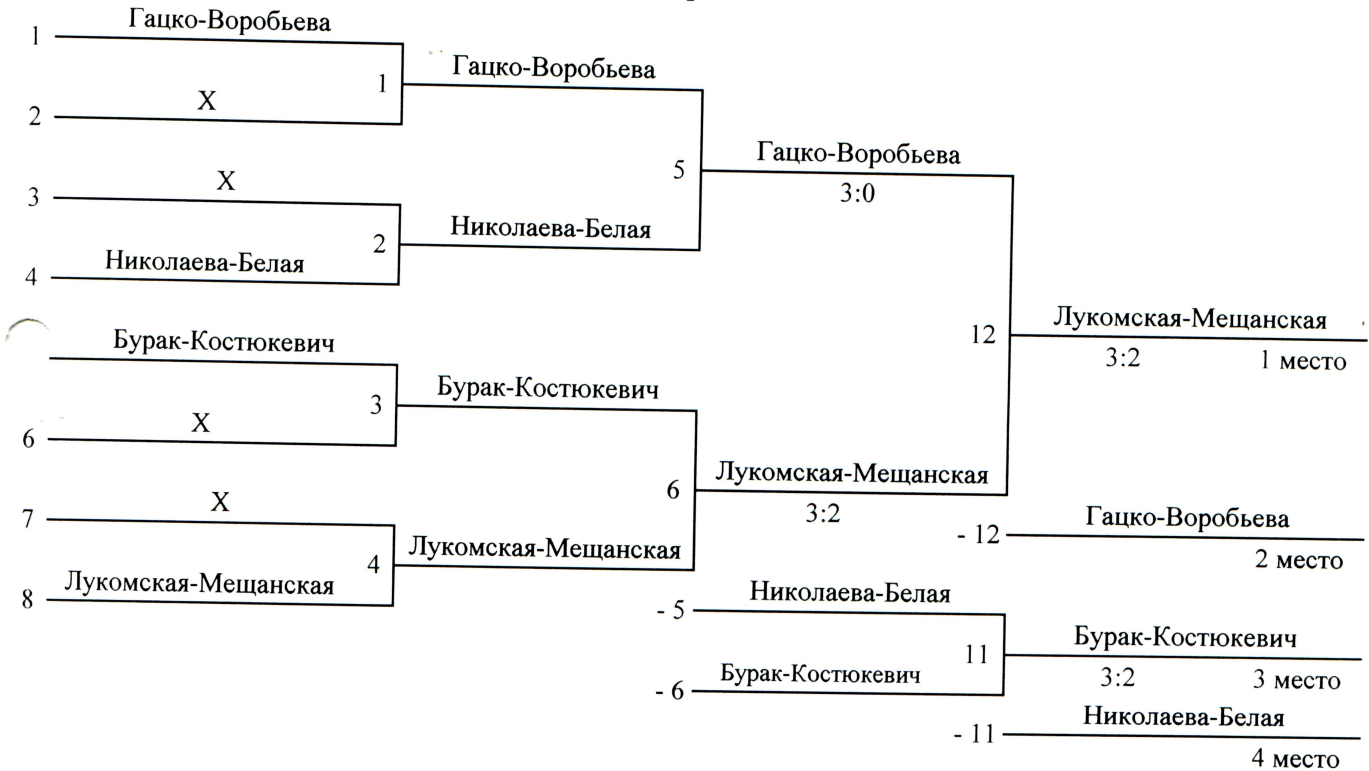 1 Гацко-Воробьева
1 Гацко-Воробьева
2 X
5 Гацко-Воробьева
3:0
3 X
2 Николаева-Белая
4 Николаева-Белая
12 Лукомская-Мещанская
3:2 1 место
Бурак-Костюкевич
3 Бурак-Костюкевич
6 X
6 Лукомская-Мещанская
3:2
7 X
4 Лукомская-Мещанская
8 Лукомская-Мещанская
- 12 Гацко-Воробьева
2 место
- 5 Николаева-Белая
11 Бурак-Костюкевич
3:2 3 место
- 6 Бурак-Костюкевич
- 11 Николаева-Белая
4 место